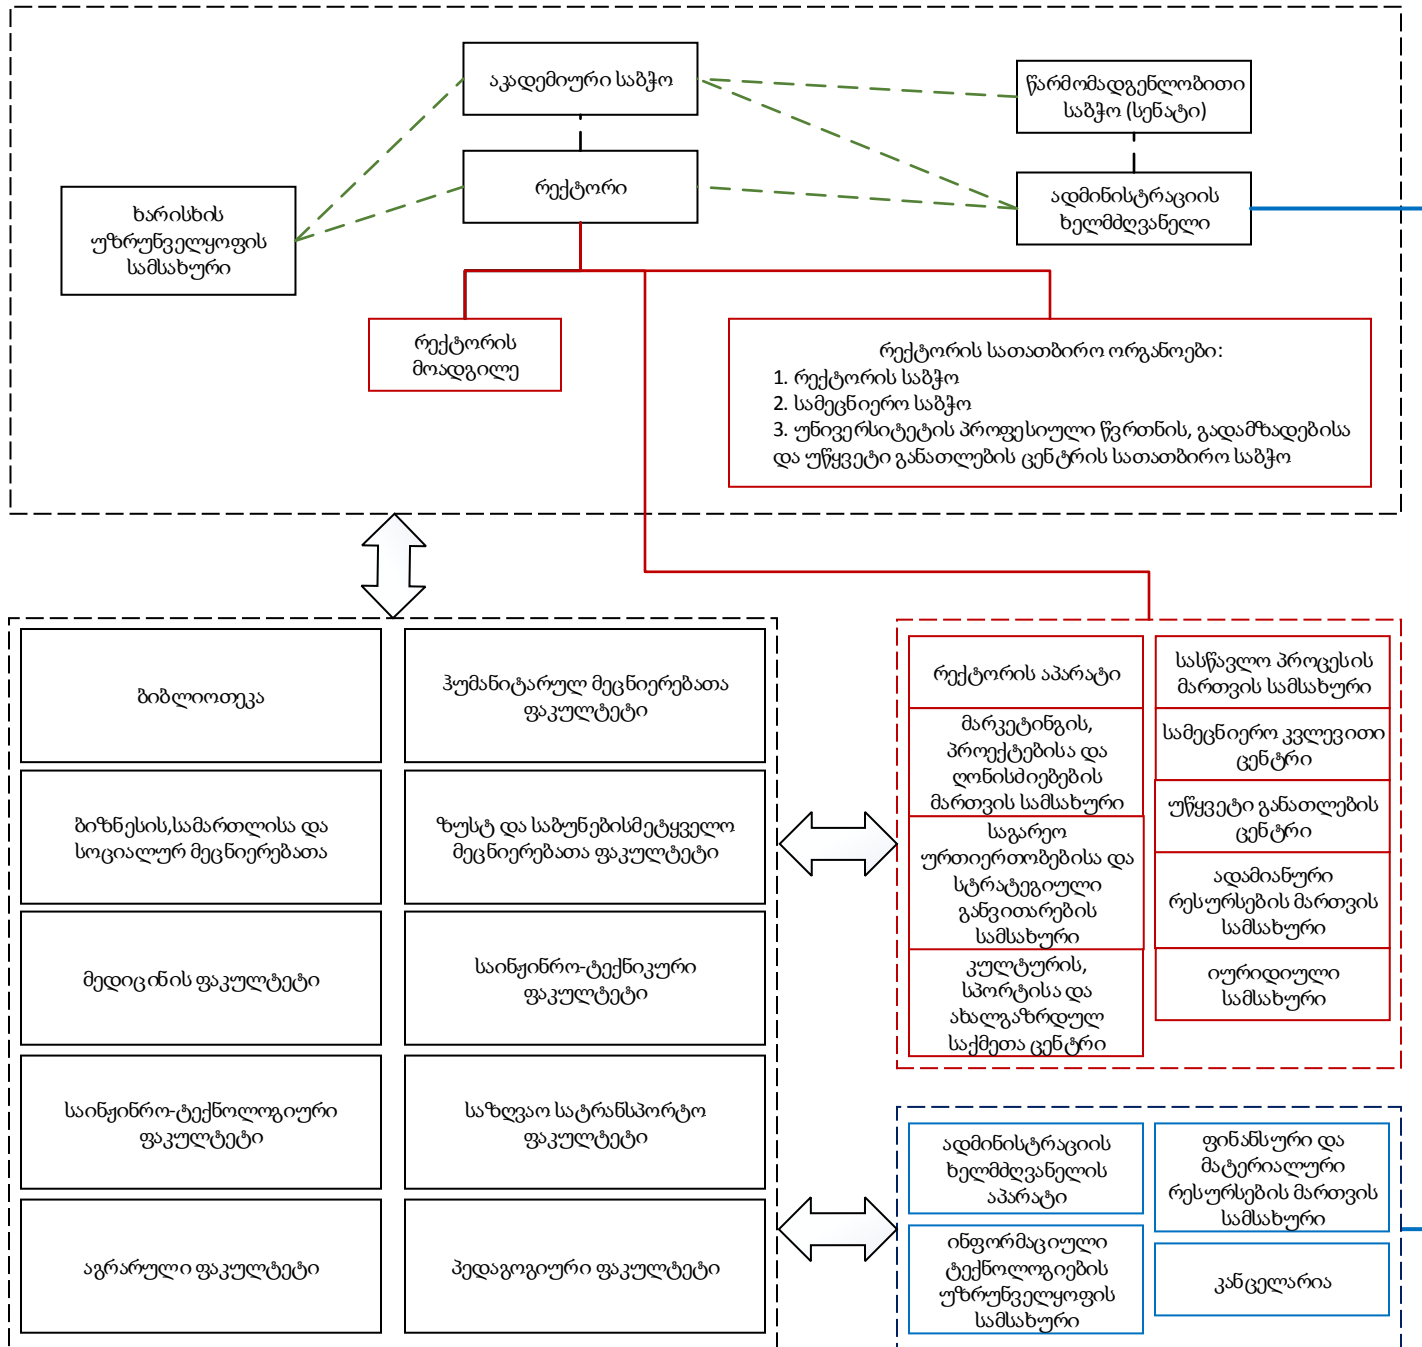 აკადემიური საბჭო
წარმომადგენლობითი
საბჭო (სენატი)
რექტორი
ხარისხის
უზრუნველყოფის
სამსახური
ადმინისტრაციის
ხელმძღვანელი
რექტორის
მოადგილე
რექტორის სათათბირო ორგანოები:
1. რექტორის საბჭო
2. სამეცნიერო საბჭო
3. უნივერსიტეტის პროფესიული წვრთნის, გადამზადებისა
და უწყვეტი განათლების ცენტრის სათათბირო საბჭო
ბიბლიოთეკა
ჰუმანიტარულ მეცნიერებათა
ფაკულტეტი
ბიზნესის,სამართლისა და
სოციალურ მეცნიერებათა
ზუსტ და საბუნებისმეტყველო
მეცნიერებათა ფაკულტეტი
მედიცინის ფაკულტეტი
საინჟინრო-ტექნიკური
ფაკულტეტი
საინჟინრო-ტექნოლოგიური
ფაკულტეტი
საზღვაო სატრანსპორტო
ფაკულტეტი
აგრარული ფაკულტეტი
პედაგოგიური ფაკულტეტი
რექტორის აპარატი
მარკეტინგის,
პროექტებისა და
ღონისძიებების
მართვის სამსახური
საგარეო
ურთიერთობებისა და
სტრატეგიული
განვითარების
სამსახური
კულტურის,
სპორტისა და
ახალგაზრდულ
საქმეთა ცენტრი
სასწავლო პროცესის
მართვის სამსახური
სამეცნიერო კვლევითი
ცენტრი
უწყვეტი განათლების
ცენტრი
ადამიანური
რესურსების მართვის
სამსახური
იურიდიული
სამსახური
ადმინისტრაციის
ხელმძღვანელის
აპარატი
ფინანსური და
მატერიალური
რესურსების მართვის
სამსახური
ინფორმაციული
ტექნოლოგიების
უზრუნველყოფის
სამსახური
კანცელარია